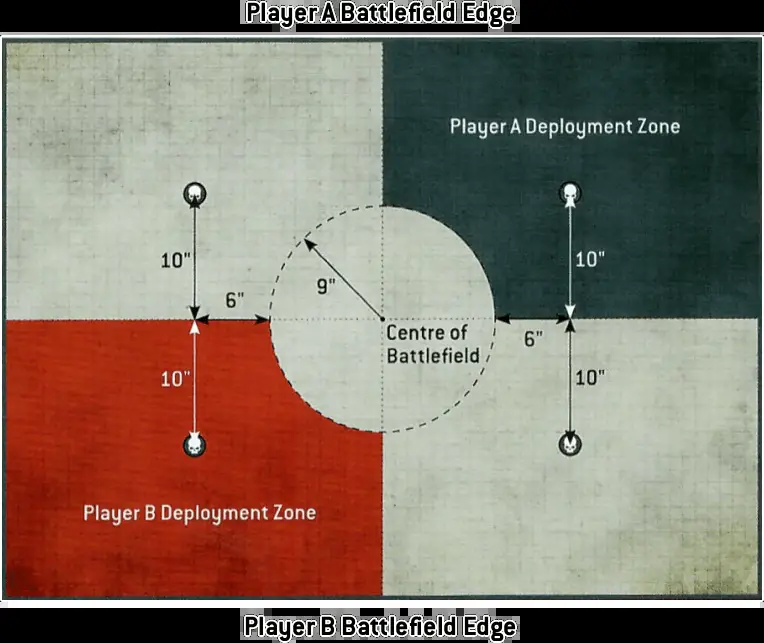 Player A Battlefield Edge
Player A Deployment Zone
10"
10"
9"
6"
Centre of
Battlefield
6"
10"
10"
Player B Deployment Zone
Player B Battlefield Edge